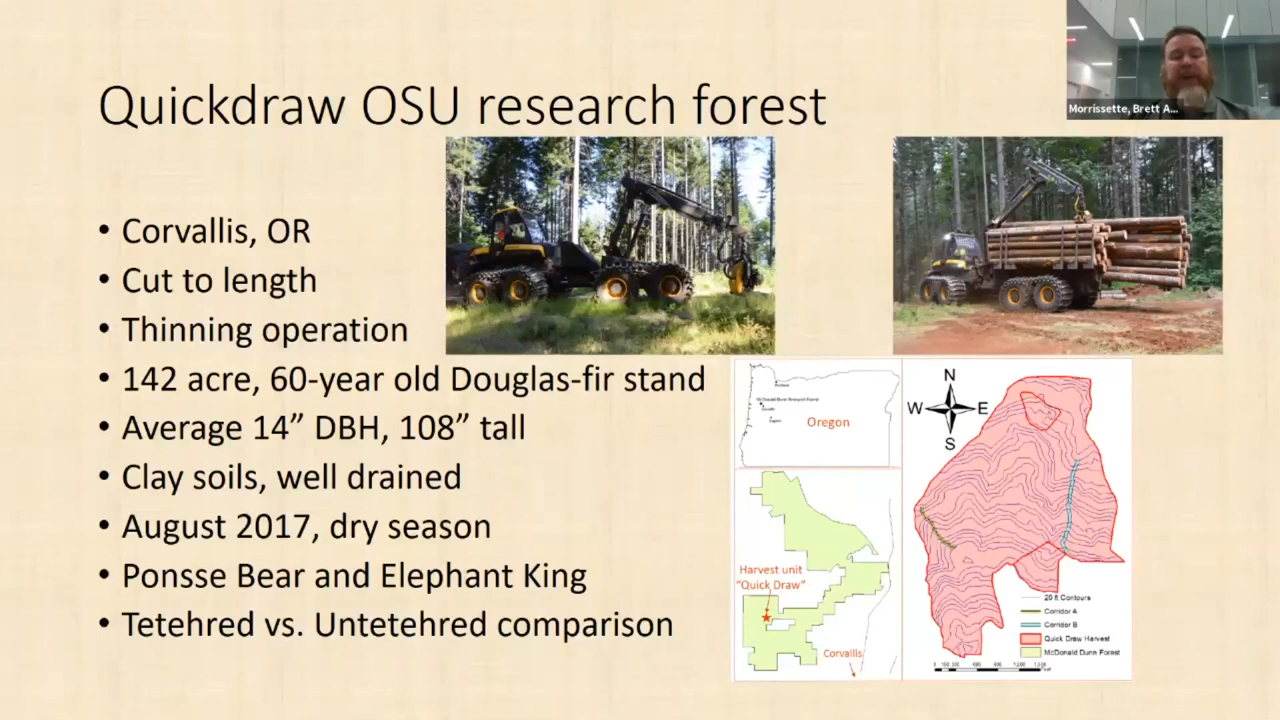 Morrissette, Brett A...
Quickdraw OSU research forest
• Corvallis, OR
• Cut to length
• Thinning operation
• 142 acre, 60-year old Douglas-fir stand
• Average 14” DBH, 108” tall
• Clay soils, well drained
• August 2017, dry season
• Ponsse Bear and Elephant King
• Tetehred vs. Untetehred comparison
Oregon
Harvest unit
“Quick Draw”
Corvallis
N
W
E
S
20 ft Contours
Corridor A
Corridor B
Quick Draw Harvest
McDonald Dunn Forest